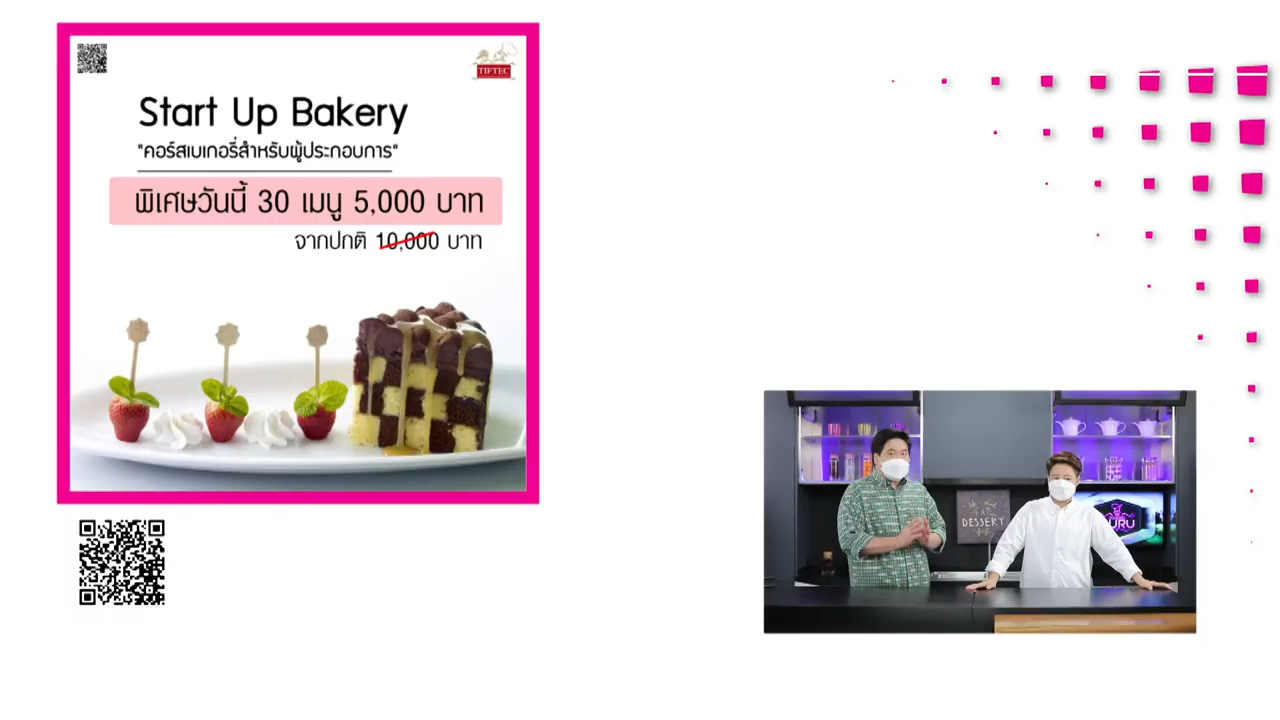 TIFTEC
Start Up Bakery
"คอร์สเบเกอรี่สำหรับผู้ประกอบการ"
พิเศษวันนี้ 30 เมนู 5,000 บาท
จากปกติ 10,000 บาท
EAT
DESSERT
URU